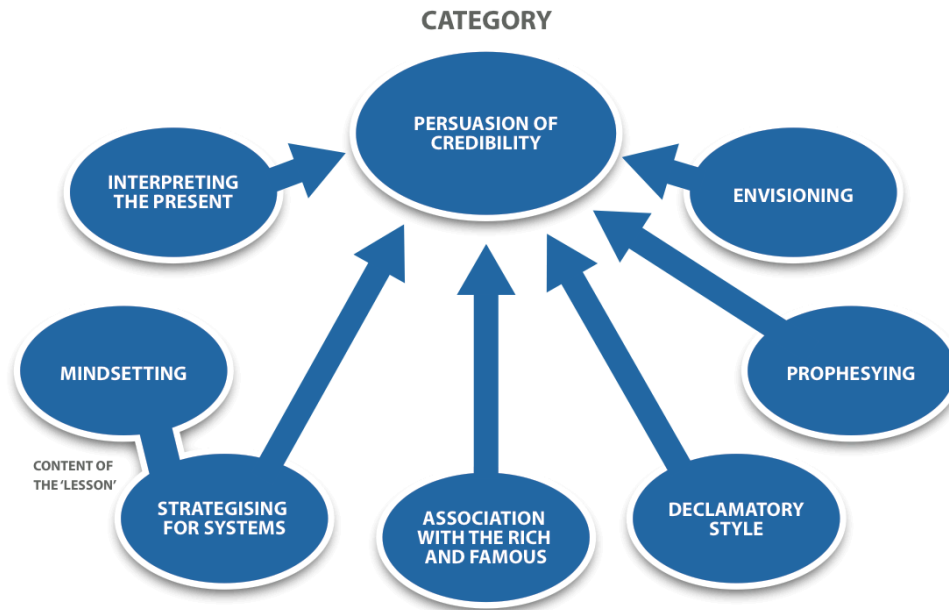 CATEGORY
PERSUASION OF
CREDIBILITY
INTERPRETING
THE PRESENT
ENVISIONING
MINDSETTING
PROPHESYING
CONTENT OF
THE 'LESSON'
STRATEGISING
FOR SYSTEMS
ASSOCIATION
WITH THE RICH
AND FAMOUS
DECLAMATORY
STYLE